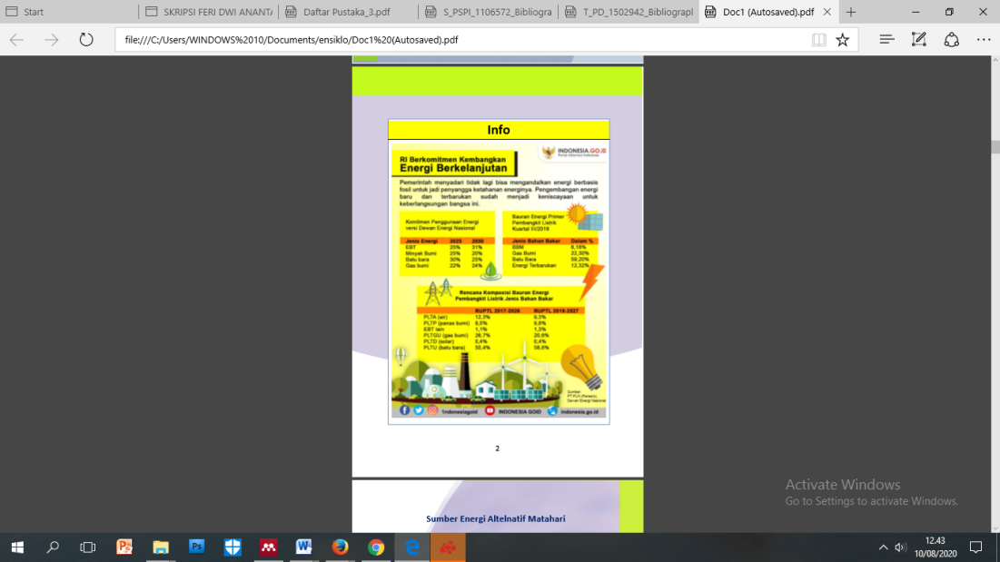 Start
SKRIPSI FERI DWI ANANTA
Daftar Pustaka_3.pdf
S_PSPI_1106572_Bibliogra
T_PD_1502942_Bibliograpl
Doc1 (Autosaved).pdf
file:///C:/Users/WINDOWS%2010/Documents/ensiklo/Doc1%20(Autosaved).pdf
Info
INDONESIA.GO.ID
Portal Informasi Indonesia
RI Berkomitmen Kembangkan
Energi Berkelanjutan
Pemerintah menyadari tidak lagi bisa mengandalkan energi berbasis
fosil untuk jadi penyangga ketahanan energinya. Pengembangan energi
baru dan terbarukan sudah menjadi keniscayaan untuk
keberlangsungan bangsa ini.
Komitmen Penggunaan Energi
versi Dewan Energi Nasional
Jenis Energi 2025 2050
EBT 31%
Minyak Bumi 25% 20%
Batu bara 30% 25%
Gas bumi 22% 24%
Bauran Energi Primer
Pembangkit Listrik
Kuartal III/2018
Jenis Bahan Bakar Dalam %
BBM
Gas Bumi 22,30%
Batu Bara 59,20%
Energi Terbarukan 12,32%
Rencana Komposisi Bauran Energi
Pembangkit Listrik Jenis Bahan Bakar
RUPTL 2017-2026 RUPTL 2018-2027
PLTA (air) 12,3%
PLTP (panas bumi) 9,0%
EBT lain 1,1% 1,3%
PLTGU (gas bumi) 26,7% 20,6%
PLTD (solar) 0,4% 0,4%
PLTU (batu bara) 50,4% 58,6%
Sumber
PT PLN (Persero),
Dewan Energi Nasional
indonesiagoid
INDONESIA GOID
indonesia.go.id
2
Sumber Energi Altelnatif Matahari
Activate Windows
Go to Settings to activate Windows.
12.43
10/08/2020